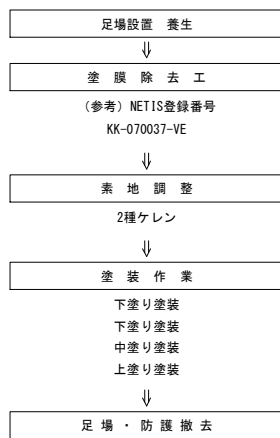 足場設置 養生
⇓
塗 膜 除 去 工
(参考) NETIS登録番号
KK-070037-VE
⇓
素 地 調 整
2種ケレン
⇓
塗 装 作 業
下塗り塗装
下塗り塗装
中塗り塗装
上塗り塗装
⇓
足 場 ・ 防 護 撤 去